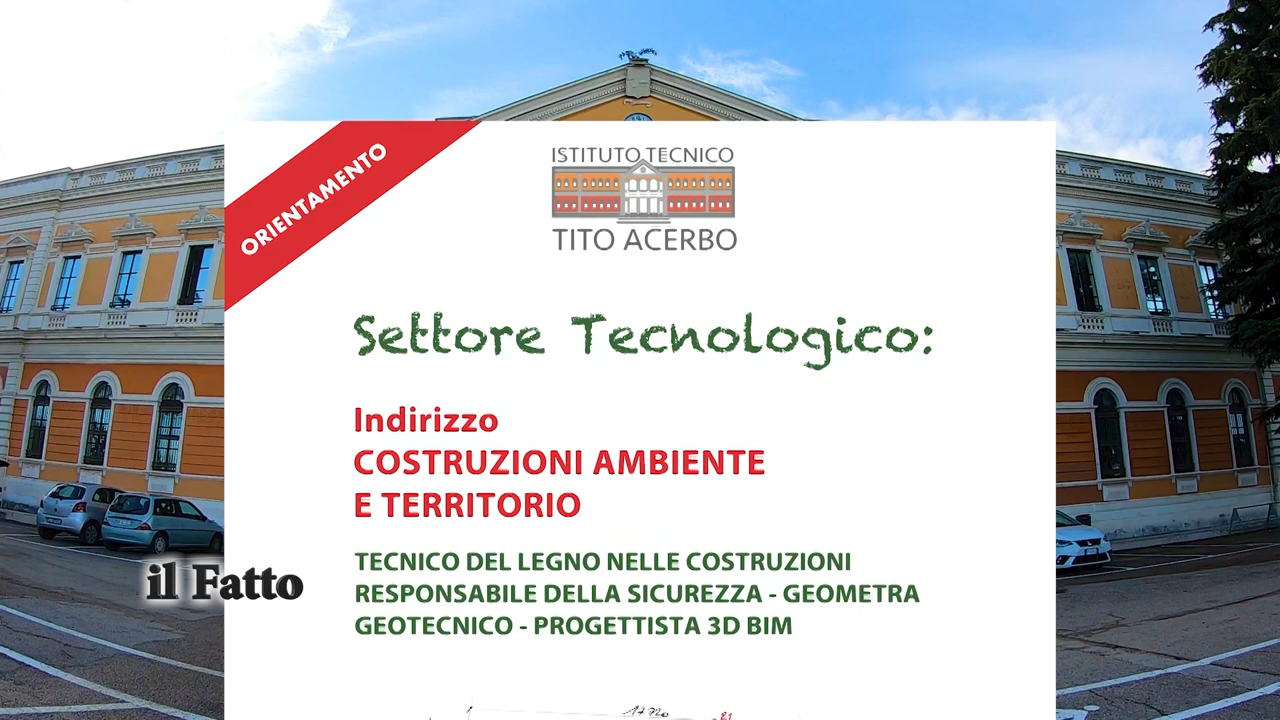 ORIENTAMENTO
ISTITUTO TECNICO
TITO ACERBO
Settore Tecnologico:
Indirizzo
COSTRUZIONI AMBIENTE
E TERRITORIO
TECNICO DEL LEGNO NELLE COSTRUZIONI
RESPONSABILE DELLA SICUREZZA - GEOMETRA
GEOTECNICO - PROGETTISTA 3D BIM
il Fatto